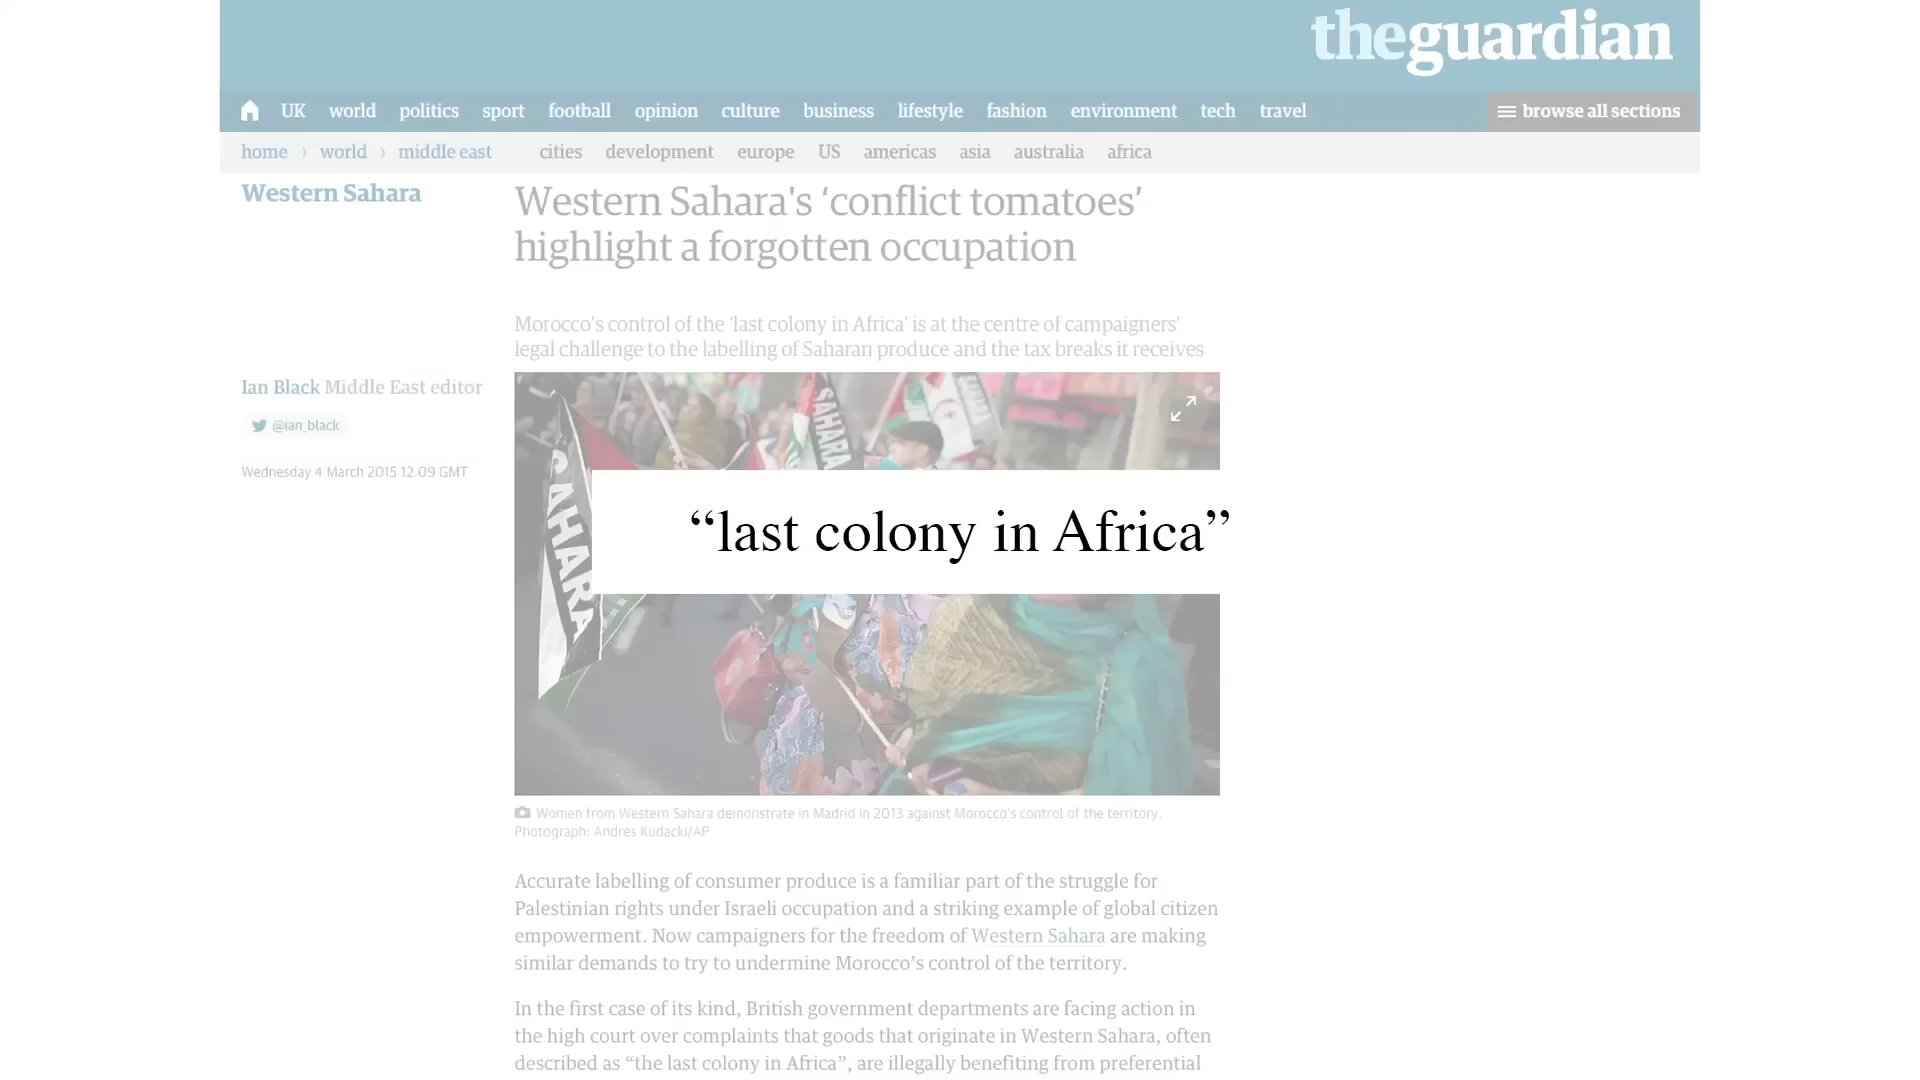 theguardian
UK world politics sport football opinion culture business lifestyle fashion environment tech travel browse all sections
home › world › middle east cities development europe US americas asia australia africa
Western Sahara
Western Sahara's ‘conflict tomatoes’
highlight a forgotten occupation
Morocco’s control of the ‘last colony in Africa’ is at the centre of campaigners’
legal challenge to the labelling of Saharan produce and the tax breaks it receives
Ian Black Middle East editor
@ian_black
Wednesday 4 March 2015 12.09 GMT
SAHARA
SAHARA
SAHARA
“last colony in Africa”
Women from Western Sahara demonstrate in Madrid in 2013 against Morocco’s control of the territory.
Photograph: Andres Kudacki/AP
Accurate labelling of consumer produce is a familiar part of the struggle for
Palestinian rights under Israeli occupation and a striking example of global citizen
empowerment. Now campaigners for the freedom of Western Sahara are making
similar demands to try to undermine Morocco’s control of the territory.
In the first case of its kind, British government departments are facing action in
the high court over complaints that goods that originate in Western Sahara, often
described as “the last colony in Africa”, are illegally benefiting from preferential